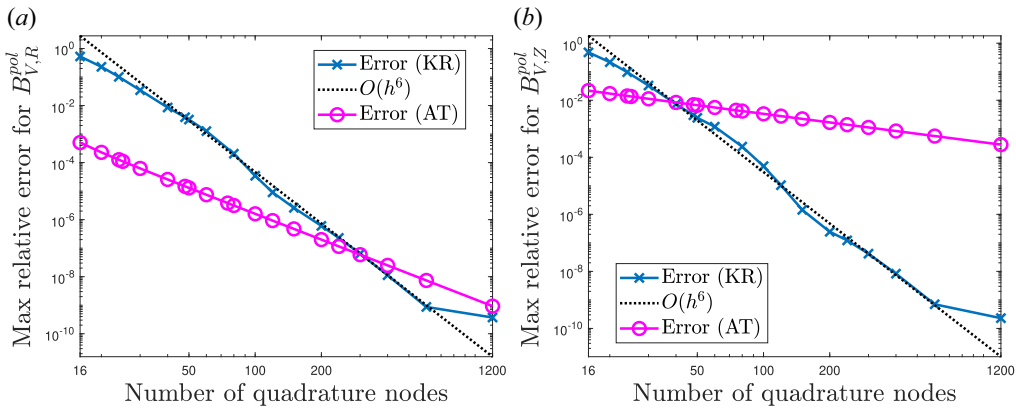 (a)
Max relative error for B^{pol}_{V,R}
10^0
10^{-2}
10^{-4}
10^{-6}
10^{-8}
10^{-10}
16
50
100
200
1200
Number of quadrature nodes
Error (KR)
O(h^6)
Error (AT)
(b)
Max relative error for B^{pol}_{V,Z}
10^0
10^{-2}
10^{-4}
10^{-6}
10^{-8}
10^{-10}
16
50
100
200
1200
Number of quadrature nodes
Error (KR)
O(h^6)
Error (AT)